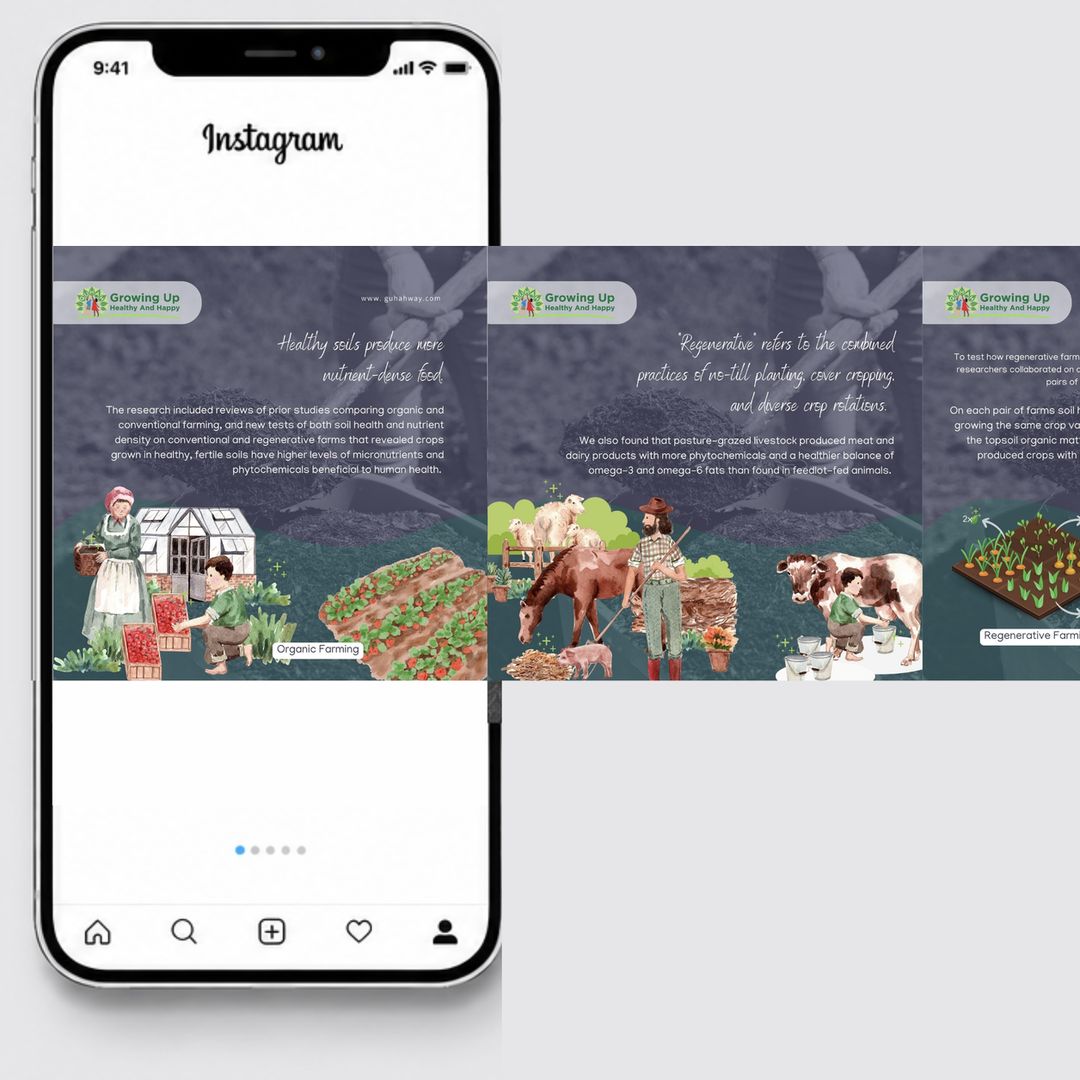 9:41
Instagram
Growing Up
Healthy And Happy
www. guhahway.com
Healthy soils produce more
nutrient-dense food.
The research included reviews of prior studies comparing organic and
conventional farming, and new tests of both soil health and nutrient
density on conventional and regenerative farms that revealed crops
grown in healthy, fertile soils have higher levels of micronutrients and
phytochemicals beneficial to human health.
Organic Farming
Growing Up
Healthy And Happy
"Regenerative" refers to the combined
practices of no-till planting, cover cropping,
and diverse crop rotations.
We also found that pasture-grazed livestock produced meat and
dairy products with more phytochemicals and a healthier balance of
omega-3 and omega-6 fats than found in feedlot-fed animals.
Growing Up
Healthy And Happy
To test how regenerative farm
researchers collaborated on
pairs of
On each pair of farms soil
growing the same crop
the topsoil organic
produced crops with
2x
Regenerative